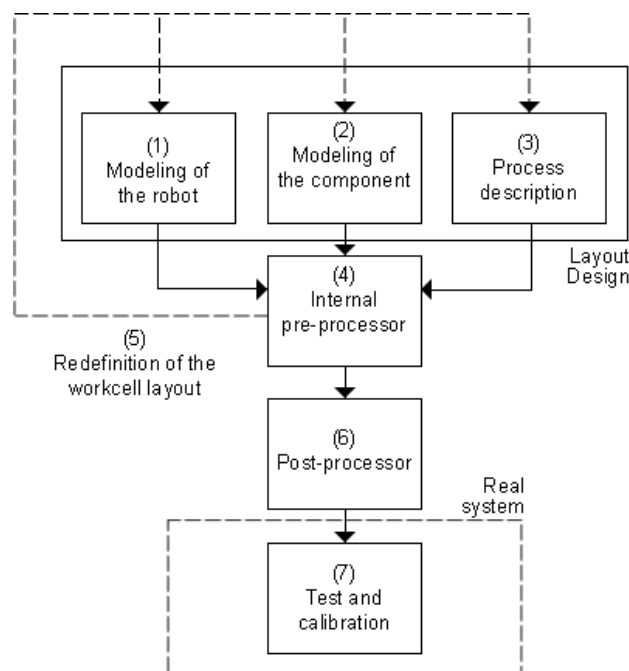 (1)
Modeling of
the robot
(2)
Modeling of
the component
(3)
Process
description
Layout
Design
(4)
Internal
pre-processor
(5)
Redefinition of the
workcell layout
(6)
Post-processor
Real
system
(7)
Test and
calibration